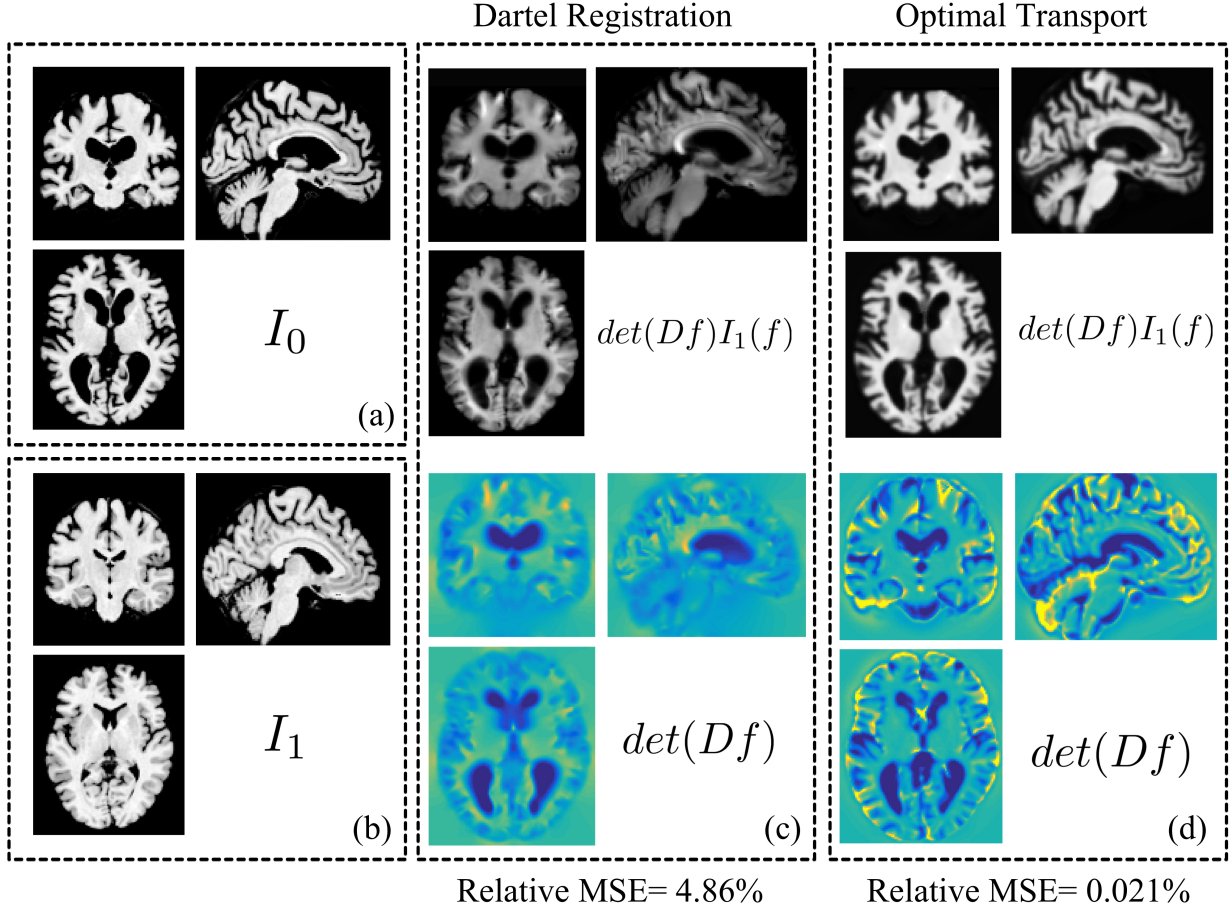 Dartel Registration
Optimal Transport
I_0
(a)
det(Df)I_1(f)
det(Df)I_1(f)
I_1
(b)
det(Df)
(c)
det(Df)
(d)
Relative MSE= 4.86%
Relative MSE= 0.021%